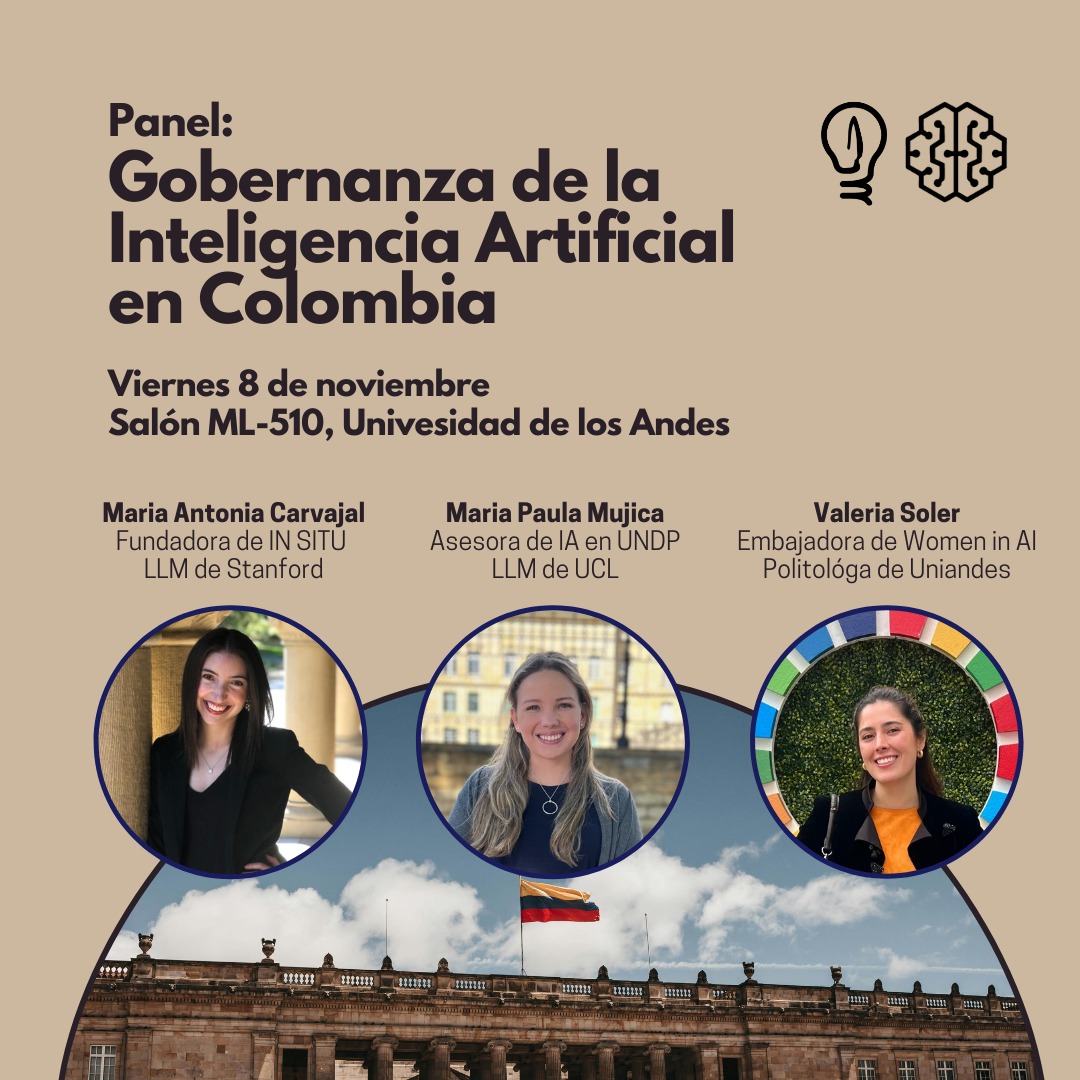 Panel:
Gobernanza de la
Inteligencia Artificial
en Colombia
Viernes 8 de noviembre
Salón ML-510, Univesidad de los Andes
Maria Antonia Carvajal
Fundadora de IN SITU
LLM de Stanford
Maria Paula Mujica
Asesora de IA en UNDP
LLM de UCL
Valeria Soler
Embajadora de Women in AI
Politológa de Uniandes